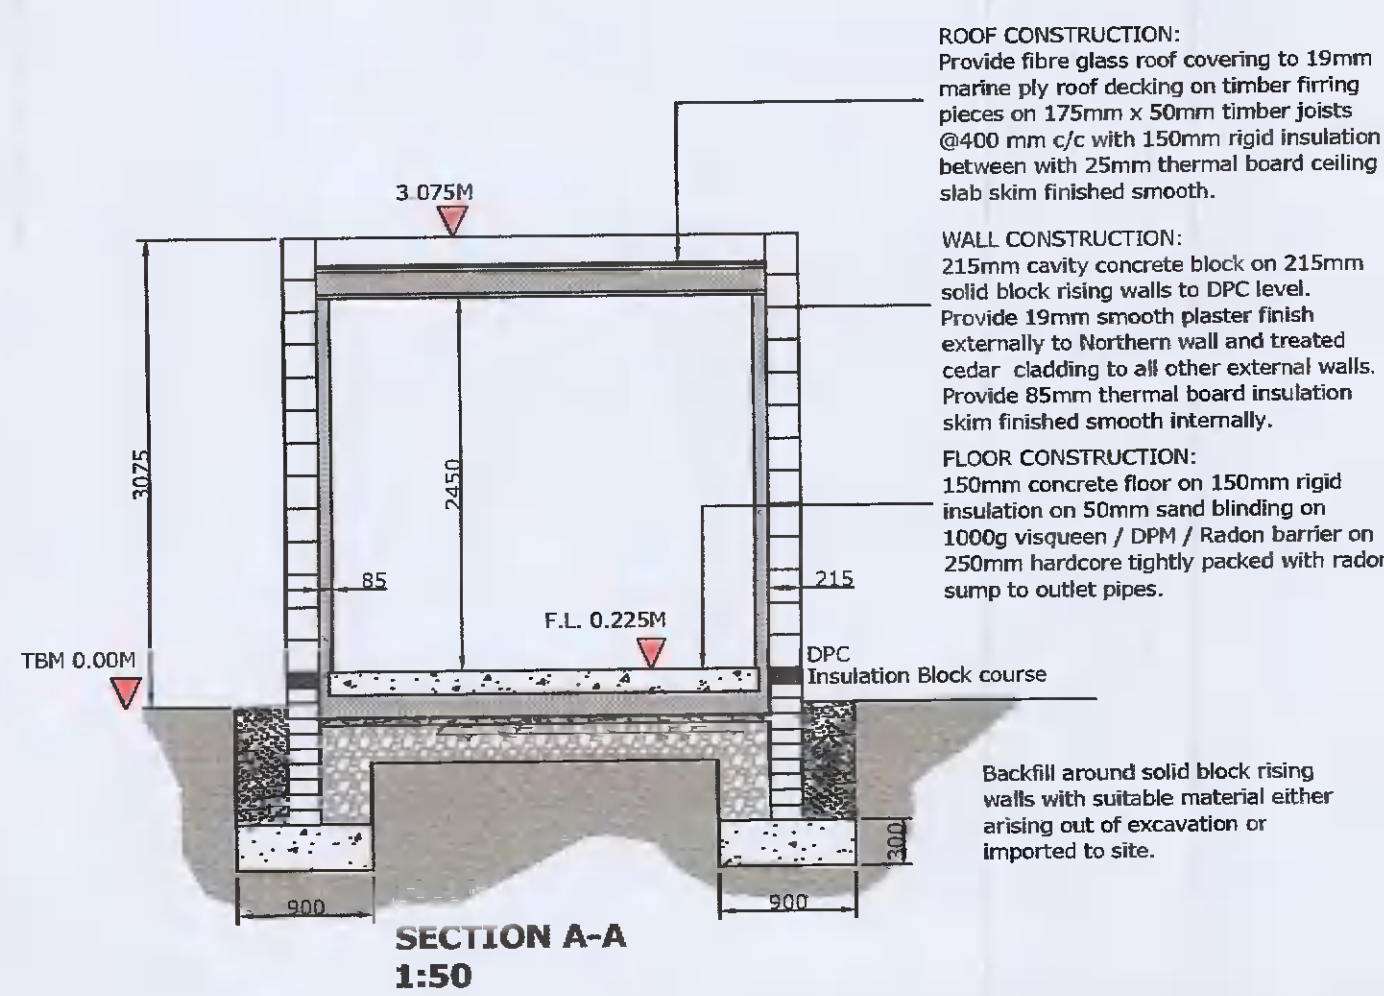 ROOF CONSTRUCTION:
Provide fibre glass roof covering to 19mm
marine ply roof decking on timber firring
pieces on 175mm x 50mm timber joists
@400 mm c/c with 150mm rigid insulation
between with 25mm thermal board ceiling
slab skim finished smooth.
3.075M
WALL CONSTRUCTION:
215mm cavity concrete block on 215mm
solid block rising walls to DPC level.
Provide 19mm smooth plaster finish
externally to Northern wall and treated
cedar cladding to all other external walls.
Provide 85mm thermal board insulation
skim finished smooth internally.
3075
2450
FLOOR CONSTRUCTION:
150mm concrete floor on 150mm rigid
insulation on 50mm sand blinding on
1000g visqueen / DPM / Radon barrier on
250mm hardcore tightly packed with radon
sump to outlet pipes.
85
215
F.L. 0.225M
TBM 0.00M
DPC
Insulation Block course
Backfill around solid block rising
walls with suitable material either
arising out of excavation or
imported to site.
300
900
900
SECTION A-A
1:50